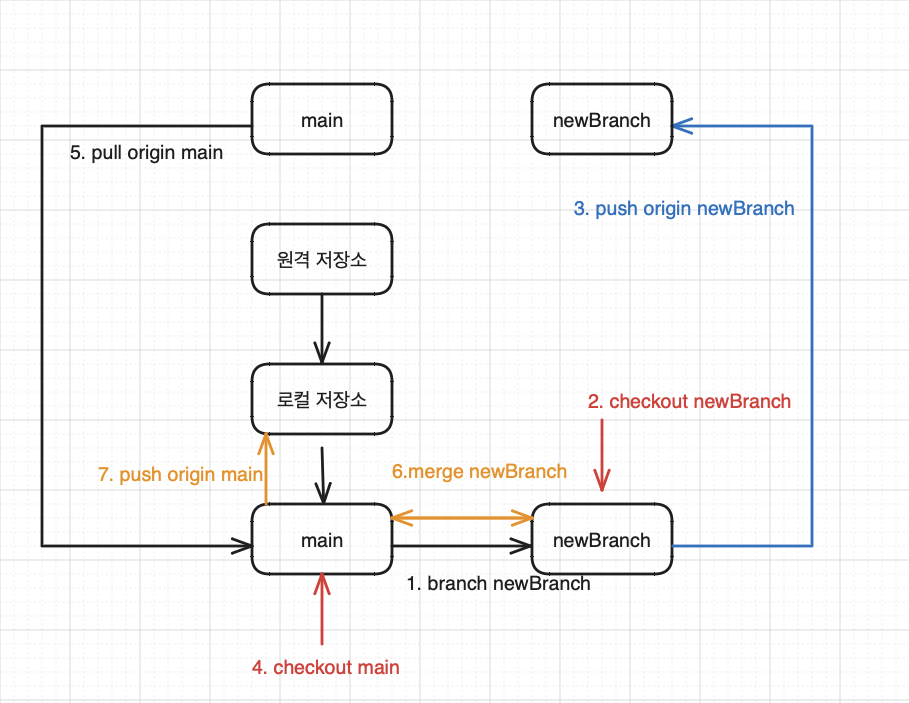 main
newBranch
5. pull origin main
3. push origin newBranch
원격 저장소
로컬 저장소
2. checkout newBranch
7. push origin main
6.merge newBranch
main
newBranch
1. branch newBranch
4. checkout main